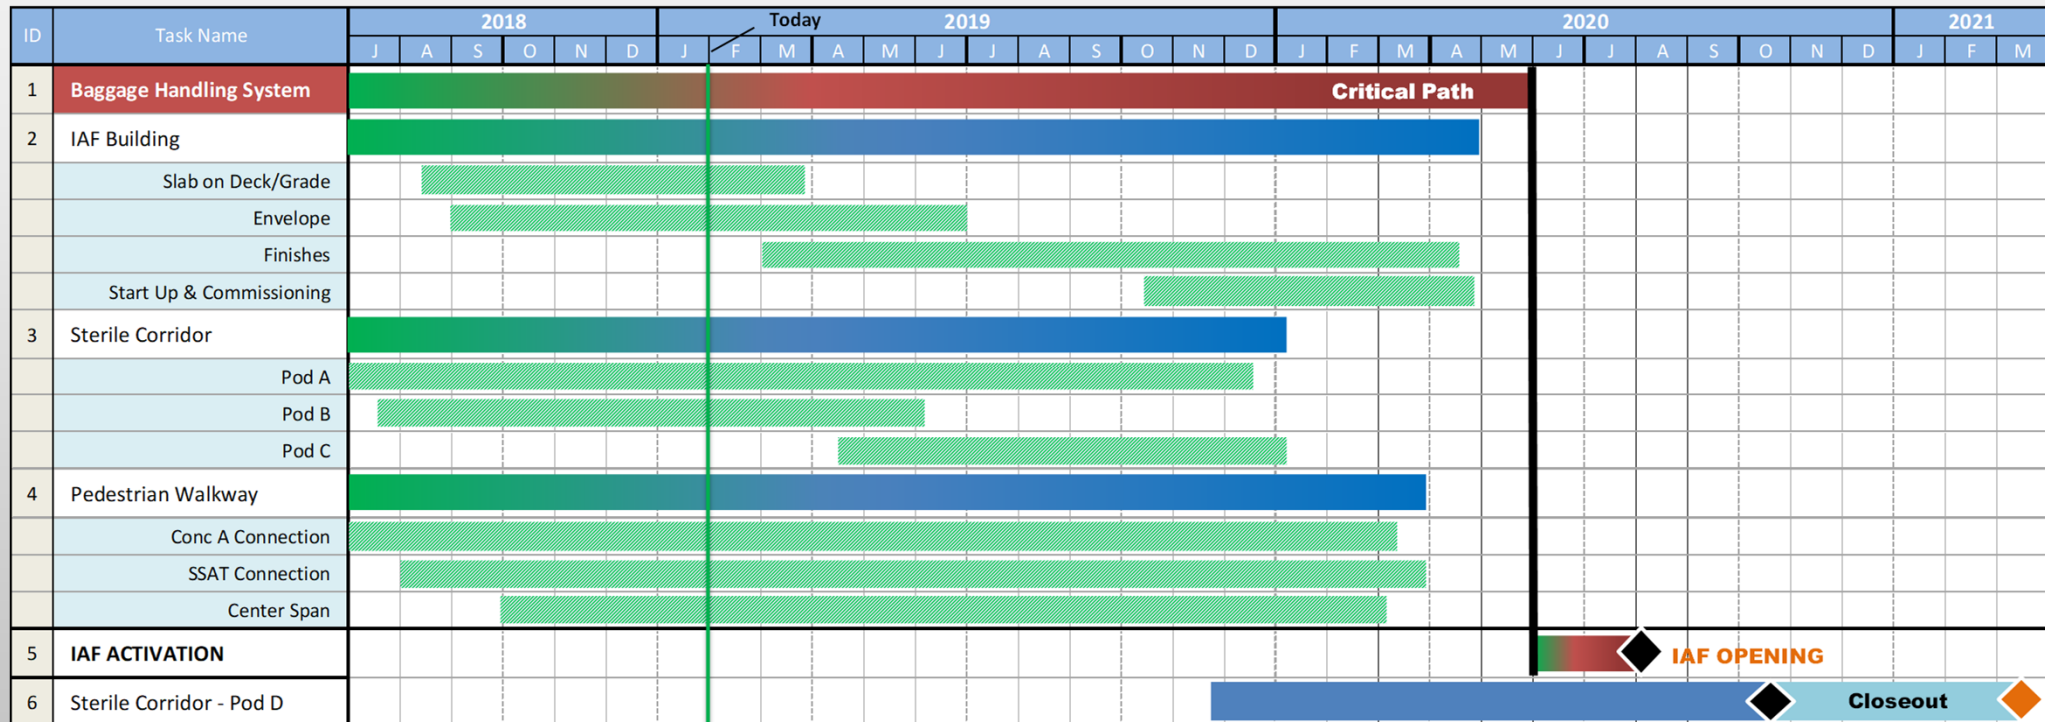 ID Task Name 2018 Today 2019 2020 2021
J A S O N D J F M A M J J A S O N D J F M A M J J A S O N D J F M
1 Baggage Handling System Critical Path
2 IAF Building
Slab on Deck/Grade
Envelope
Finishes
Start Up & Commissioning
3 Sterile Corridor
Pod A
Pod B
Pod C
4 Pedestrian Walkway
Conc A Connection
SSAT Connection
Center Span
5 IAF ACTIVATION IAF OPENING
6 Sterile Corridor - Pod D Closeout